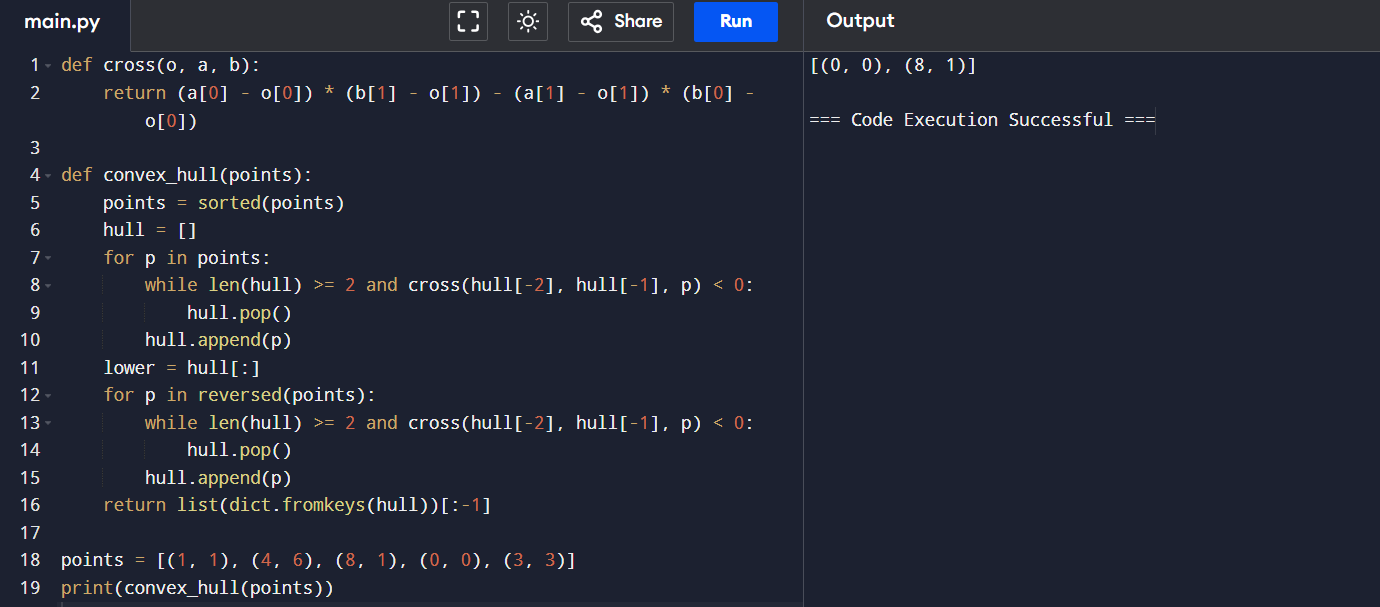 main.py
Share
Run
Output
1 def cross(o, a, b):
2 return (a[0] - o[0]) * (b[1] - o[1]) - (a[1] - o[1]) * (b[0] -
o[0])
3
4 def convex_hull(points):
5 points = sorted(points)
6 hull = []
7 for p in points:
8 while len(hull) >= 2 and cross(hull[-2], hull[-1], p) < 0:
9 hull.pop()
10 hull.append(p)
11 lower = hull[:]
12 for p in reversed(points):
13 while len(hull) >= 2 and cross(hull[-2], hull[-1], p) < 0:
14 hull.pop()
15 hull.append(p)
16 return list(dict.fromkeys(hull))[:-1]
17
18 points = [(1, 1), (4, 6), (8, 1), (0, 0), (3, 3)]
19 print(convex_hull(points))
[(0, 0), (8, 1)]
=== Code Execution Successful ===